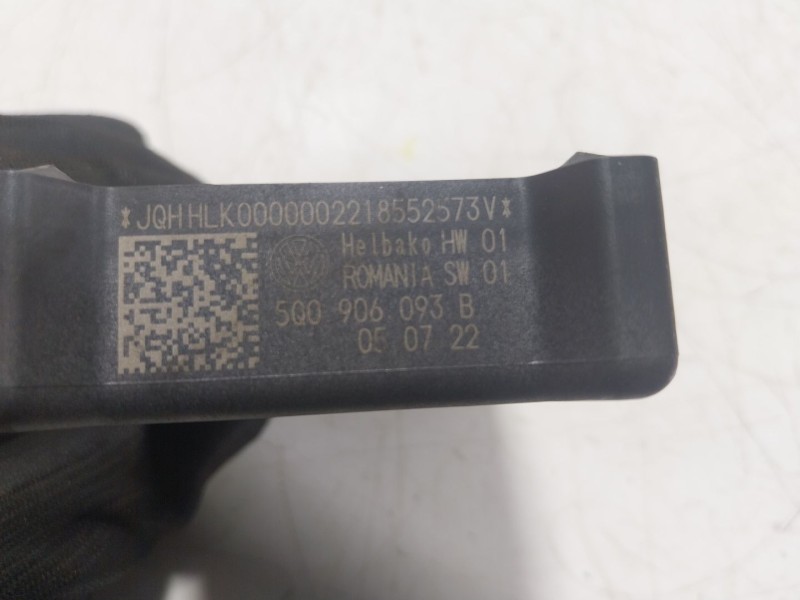 *JQH HLK0000002218552573V*
Helbako HW 01
ROMANIA SW 01
5Q0 906 093 B
05 07 22